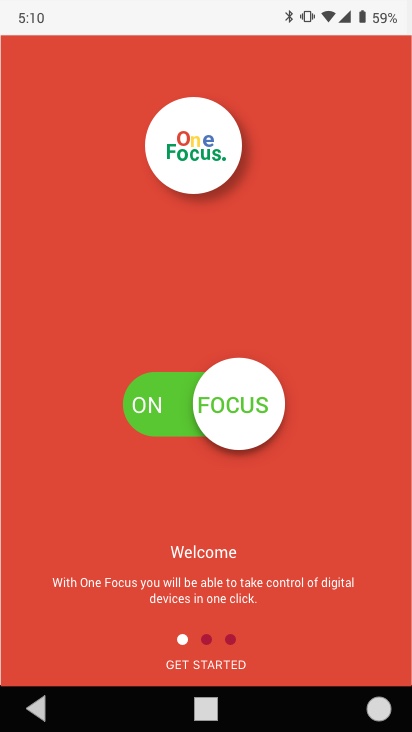 5:10
59%
One
Focus.
ON
FOCUS
Welcome
With One Focus you will be able to take control of digital
devices in one click.
GET STARTED